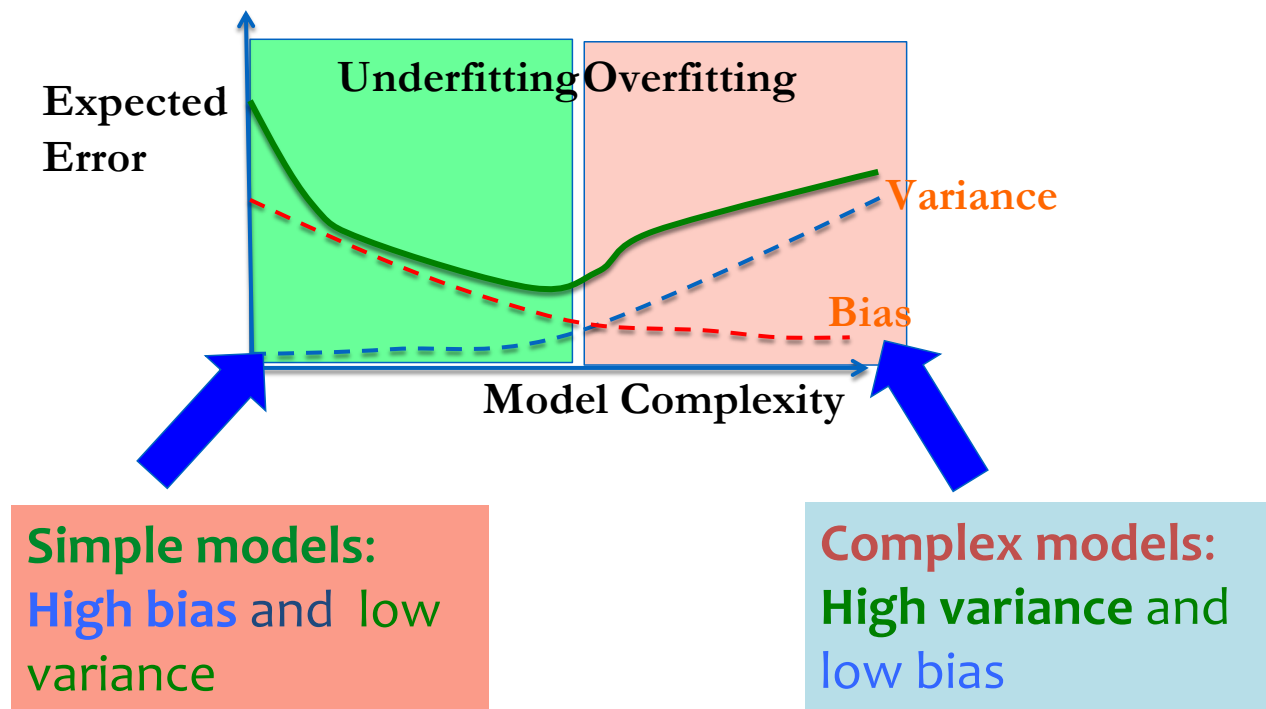 Underfitting Overfitting
Expected
Error
Variance
Bias
Model Complexity
Simple models:
High bias and low
variance
Complex models:
High variance and
low bias